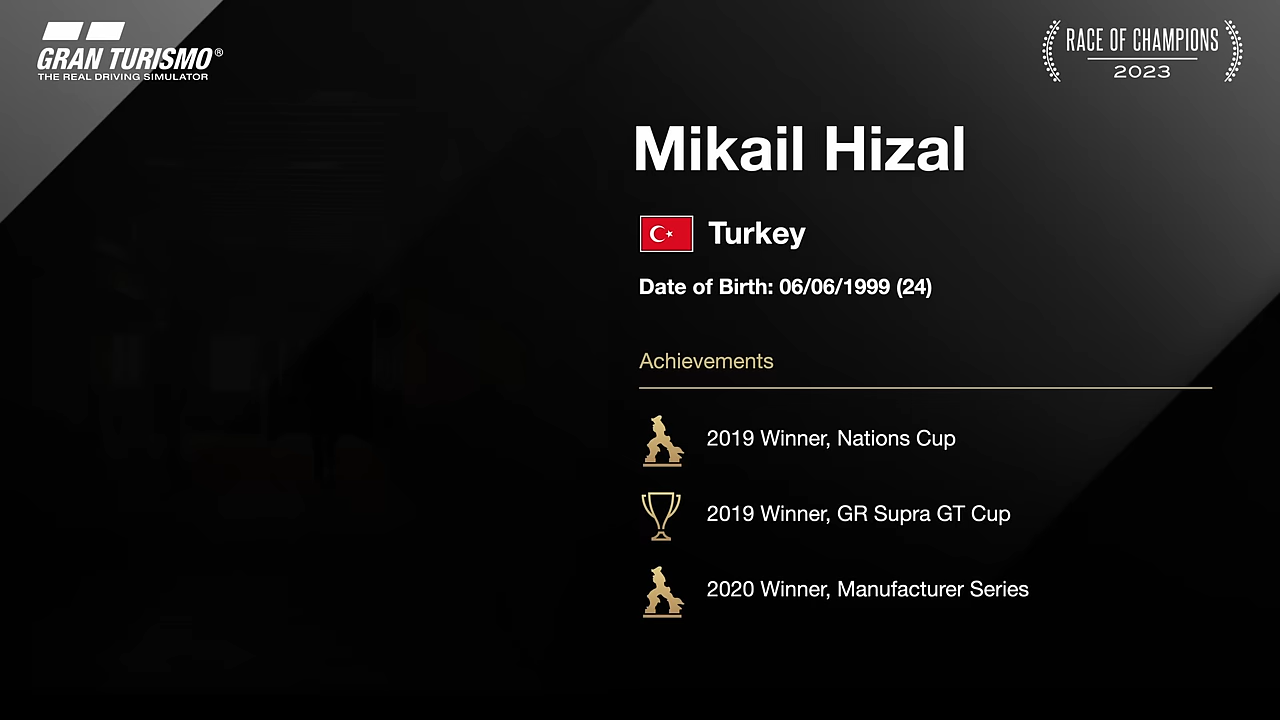 GRAN TURISMO®
THE REAL DRIVING SIMULATOR
RACE OF CHAMPIONS
2023
Mikail Hizal
Turkey
Date of Birth: 06/06/1999 (24)
Achievements
2019 Winner, Nations Cup
2019 Winner, GR Supra GT Cup
2020 Winner, Manufacturer Series